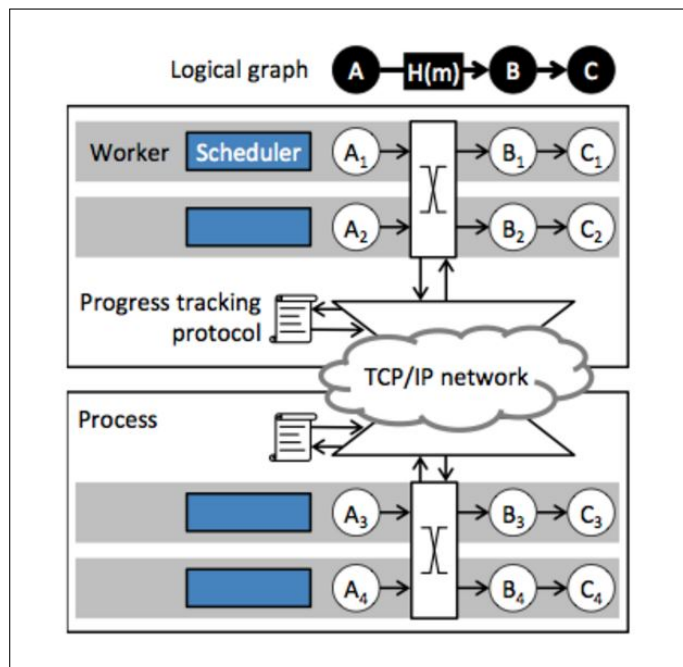 Logical graph A H(m) B C
Worker Scheduler A₁ B₁ C₁
A₂ B₂ C₂
Progress tracking
protocol
TCP/IP network
Process
A₃ B₃ C₃
A₄ B₄ C₄